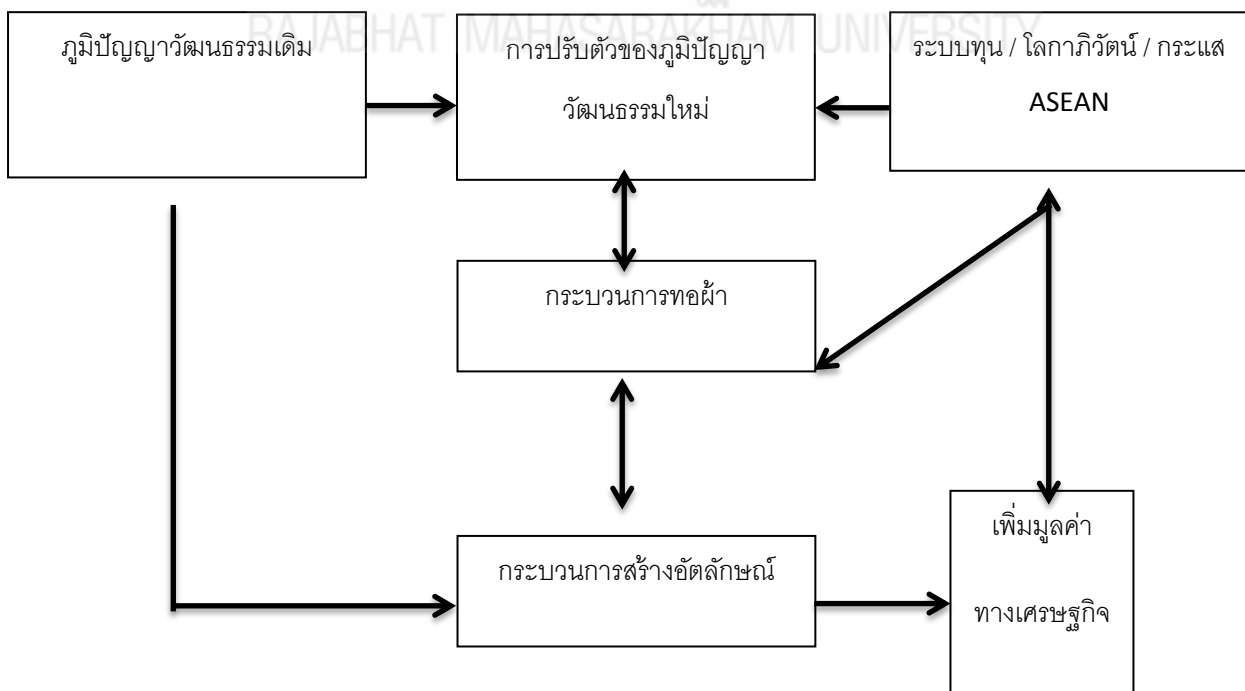 RAJABHAT MAHASARAKHAM UNIVERSITY
ภูมิปัญญาวัฒนธรรมเดิม
การปรับตัวของภูมิปัญญา
วัฒนธรรมใหม่
ระบบทุน / โลกาภิวัตน์ / กระแส
ASEAN
กระบวนการทอผ้า
กระบวนการสร้างอัตลักษณ์
เพิ่มมูลค่า
ทางเศรษฐกิจ